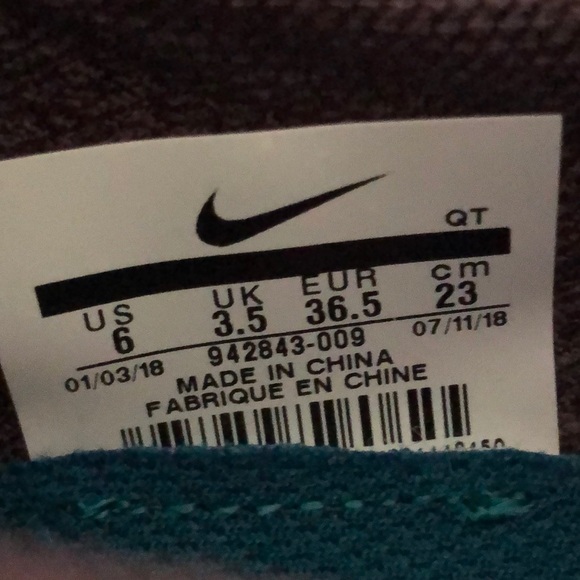 QT
US UK EUR cm
6 3.5 36.5 23
01/03/18 942843-009 07/11/18
MADE IN CHINA
FABRIQUE EN CHINE